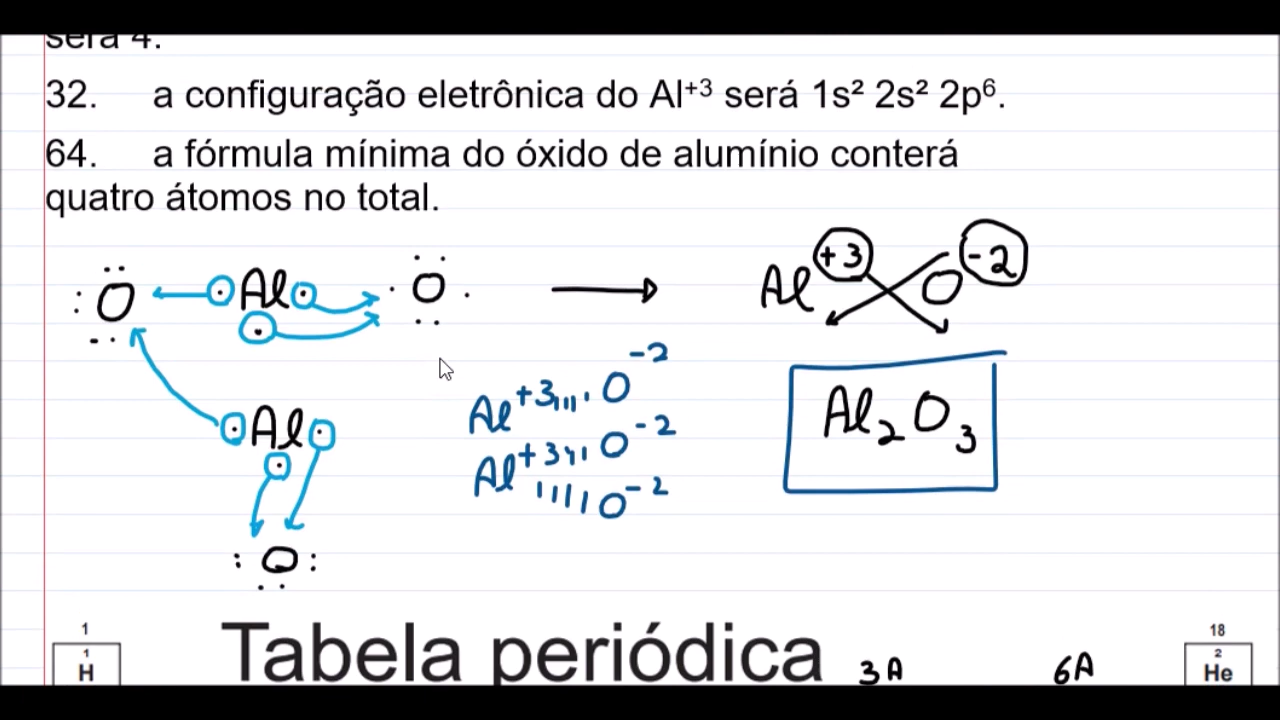 será 4.
32. a configuração eletrônica do Al⁺³ será 1s² 2s² 2p⁶.
64. a fórmula mínima do óxido de alumínio conterá
quatro átomos no total.
O Al O Al +3 O -2
Al +3 O -2
Al +3 O -2
O -2
Al₂O₃
Al
O
1 18
1 2
H Tabela periódica 3A 6A He